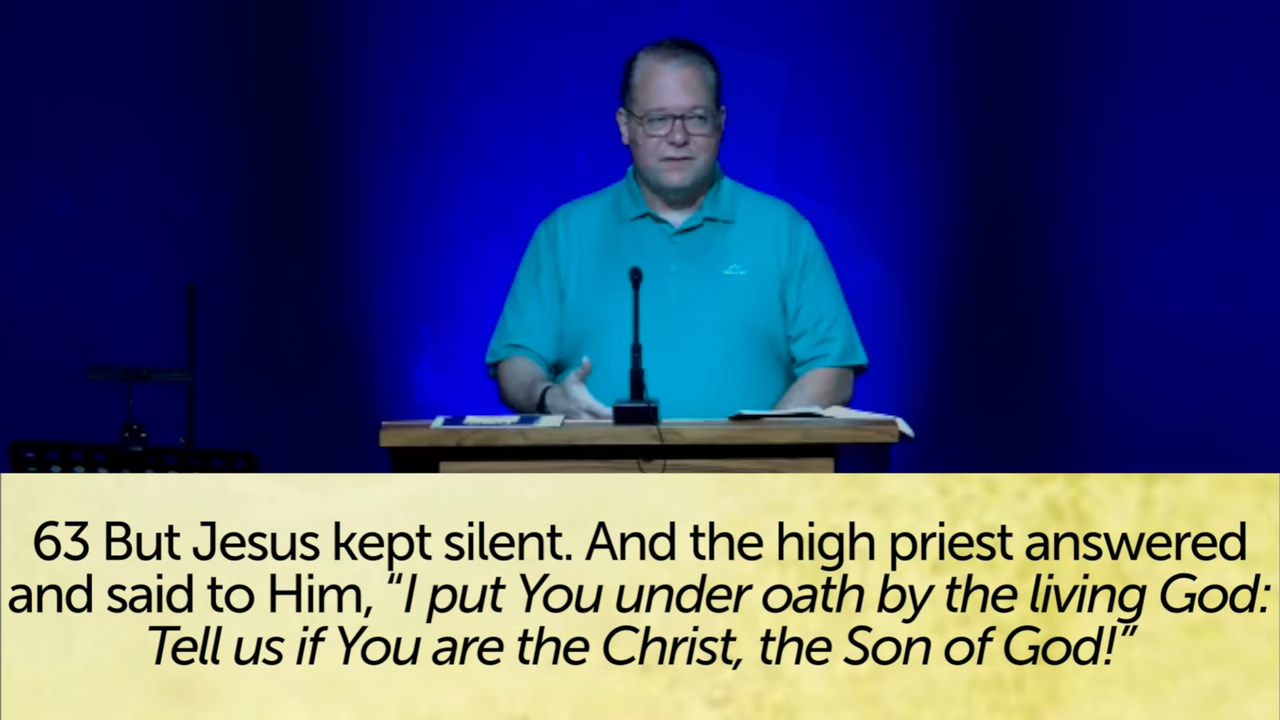 63 But Jesus kept silent. And the high priest answered
and said to Him, “I put You under oath by the living God:
Tell us if You are the Christ, the Son of God!”